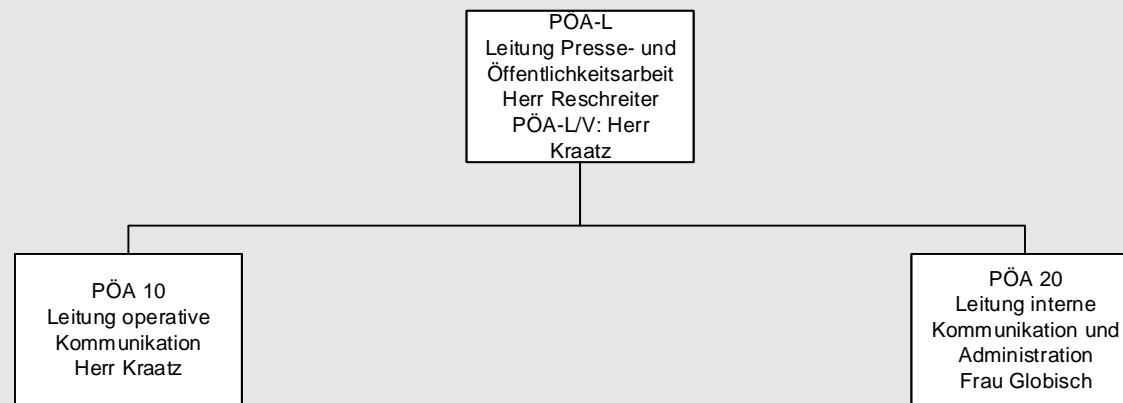 PÖA-L
Leitung Presse- und
Öffentlichkeitsarbeit
Herr Reschreiter
PÖA-L/V: Herr
Kraatz
PÖA 10
Leitung operative
Kommunikation
Herr Kraatz
PÖA 20
Leitung interne
Kommunikation und
Administration
Frau Globisch